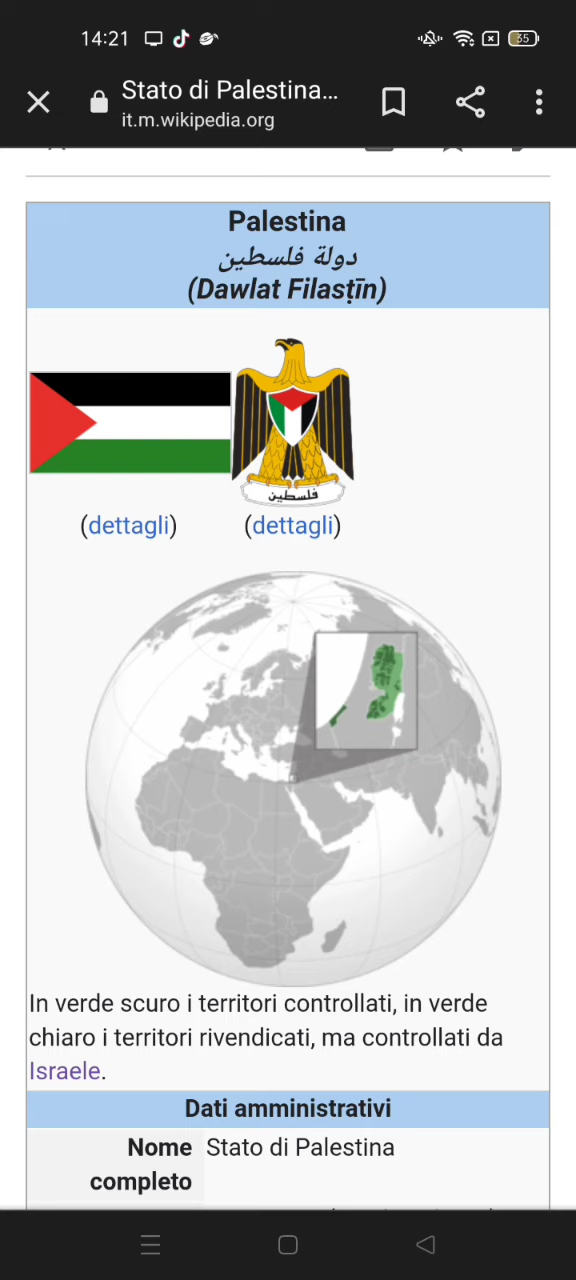 14:21
35
Stato di Palestina...
it.m.wikipedia.org
Palestina
دولة فلسطين
(Dawlat Filasṭīn)
فلسطين
(dettagli) (dettagli)
In verde scuro i territori controllati, in verde
chiaro i territori rivendicati, ma controllati da
Israele.
Dati amministrativi
Nome Stato di Palestina
completo